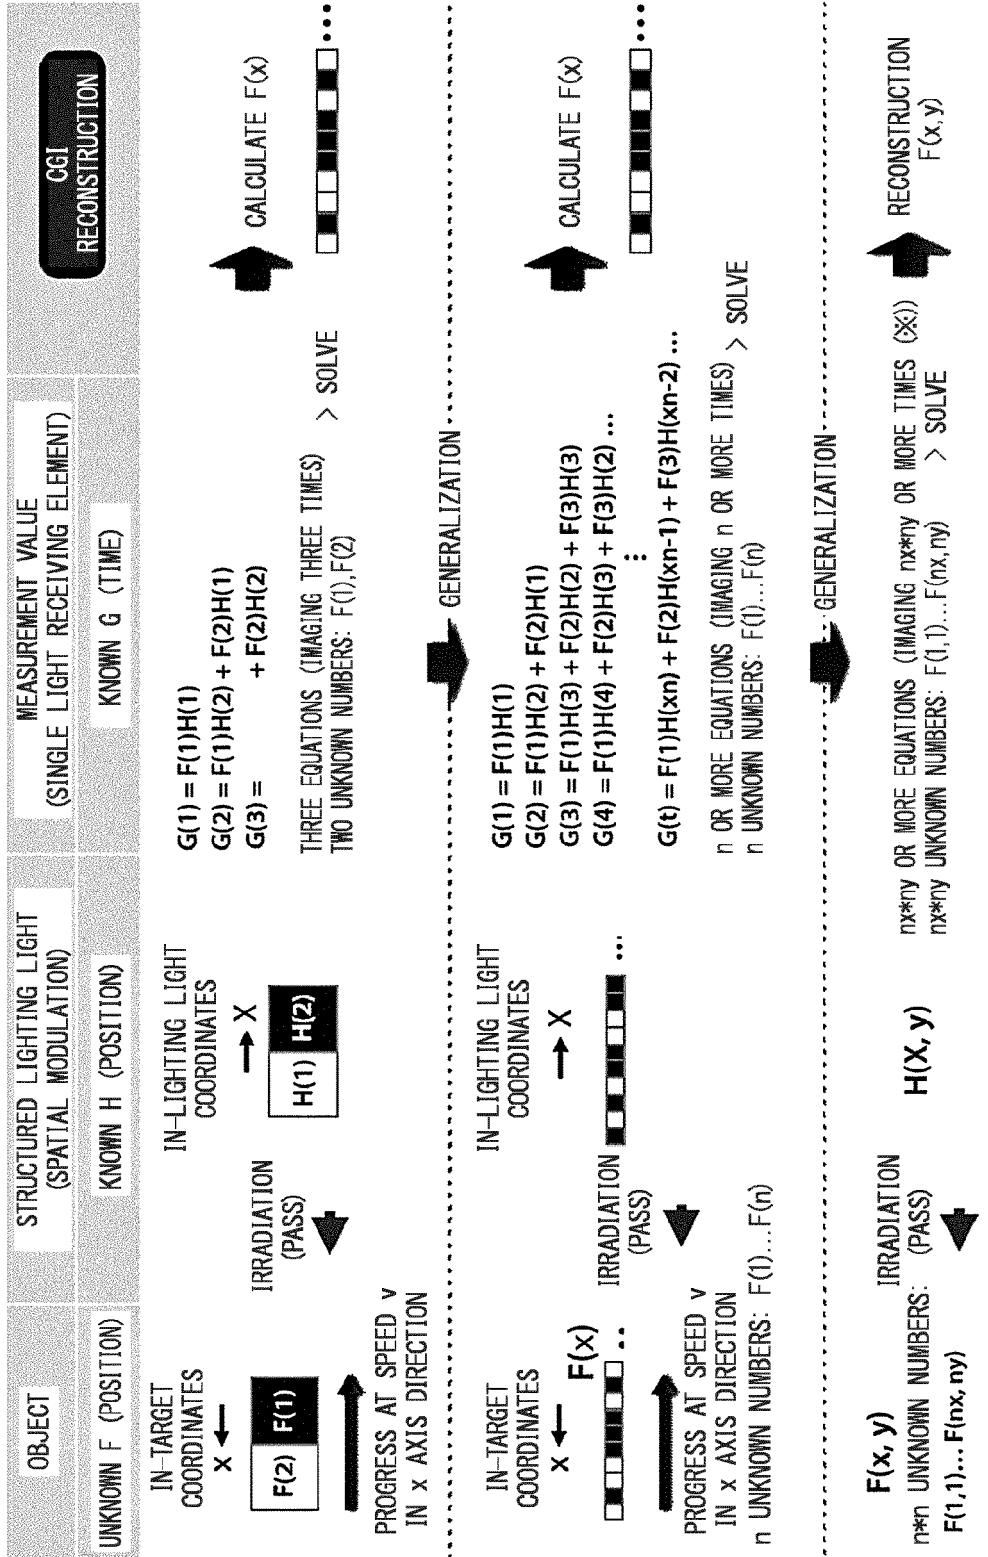 OBJECT
STRUCTURED LIGHTING LIGHT
(SPATIAL MODULATION)
MEASUREMENT VALUE
(SINGLE LIGHT RECEIVING ELEMENT)
CGI
RECONSTRUCTION
UNKNOWN F (POSITION)
KNOWN H (POSITION)
KNOWN G (TIME)
IN-TARGET
COORDINATES
X
F(2) F(1)
PROGRESS AT SPEED v
IN x AXIS DIRECTION
IRRADIATION
(PASS)
IN-LIGHTING LIGHT
COORDINATES
X
H(1) H(2)
G(1) = F(1)H(1)
G(2) = F(1)H(2) + F(2)H(1)
G(3) = + F(2)H(2)
THREE EQUATIONS (IMAGING THREE TIMES)
TWO UNKNOWN NUMBERS: F(1),F(2)
> SOLVE
CALCULATE F(x)
...
GENERALIZATION
IN-TARGET
COORDINATES
X
F(x)
..
PROGRESS AT SPEED v
IN x AXIS DIRECTION
n UNKNOWN NUMBERS: F(1)...F(n)
IRRADIATION
(PASS)
IN-LIGHTING LIGHT
COORDINATES
X
...
G(1) = F(1)H(1)
G(2) = F(1)H(2) + F(2)H(1)
G(3) = F(1)H(3) + F(2)H(2) + F(3)H(3)
G(4) = F(1)H(4) + F(2)H(3) + F(3)H(2) ...
⋮
G(t) = F(1)H(xn) + F(2)H(xn-1) + F(3)H(xn-2) ...
n OR MORE EQUATIONS (IMAGING n OR MORE TIMES)
n UNKNOWN NUMBERS: F(1)...F(n)
> SOLVE
CALCULATE F(x)
...
GENERALIZATION
F(x, y)
n*n UNKNOWN NUMBERS:
F(1,1)... F(nx, ny)
IRRADIATION
(PASS)
H(X, y)
nx*ny OR MORE EQUATIONS (IMAGING nx*ny OR MORE TIMES (※))
nx*ny UNKNOWN NUMBERS: F(1,1)...F(nx,ny)
> SOLVE
RECONSTRUCTION
F(x,y)